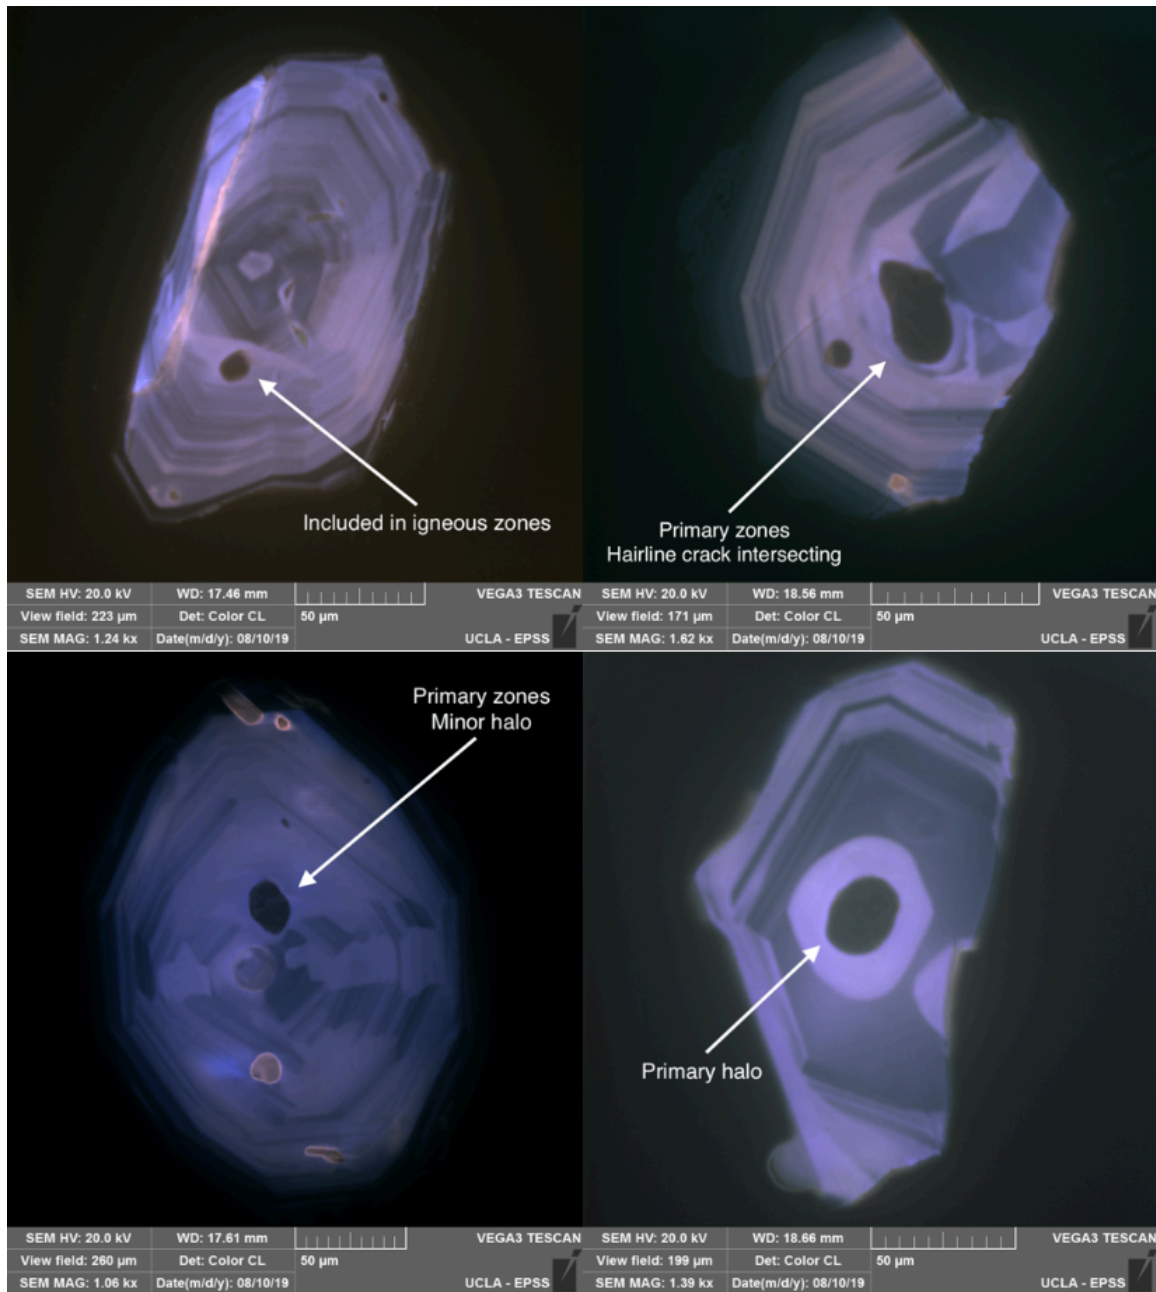 Included in igneous zones
SEM HV: 20.0 kV WD: 17.46 mm VEGA3 TESCAN
View field: 223 µm Det: Color CL 50 µm
SEM MAG: 1.24 kx Date(m/d/y): 08/10/19 UCLA - EPSS
Primary zones
Hairline crack intersecting
SEM HV: 20.0 kV WD: 18.56 mm VEGA3 TESCAN
View field: 171 µm Det: Color CL 50 µm
SEM MAG: 1.62 kx Date(m/d/y): 08/10/19 UCLA - EPSS
Primary zones
Minor halo
SEM HV: 20.0 kV WD: 17.61 mm VEGA3 TESCAN
View field: 260 µm Det: Color CL 50 µm
SEM MAG: 1.06 kx Date(m/d/y): 08/10/19 UCLA - EPSS
Primary halo
SEM HV: 20.0 kV WD: 18.66 mm VEGA3 TESCAN
View field: 199 µm Det: Color CL 50 µm
SEM MAG: 1.39 kx Date(m/d/y): 08/10/19 UCLA - EPSS